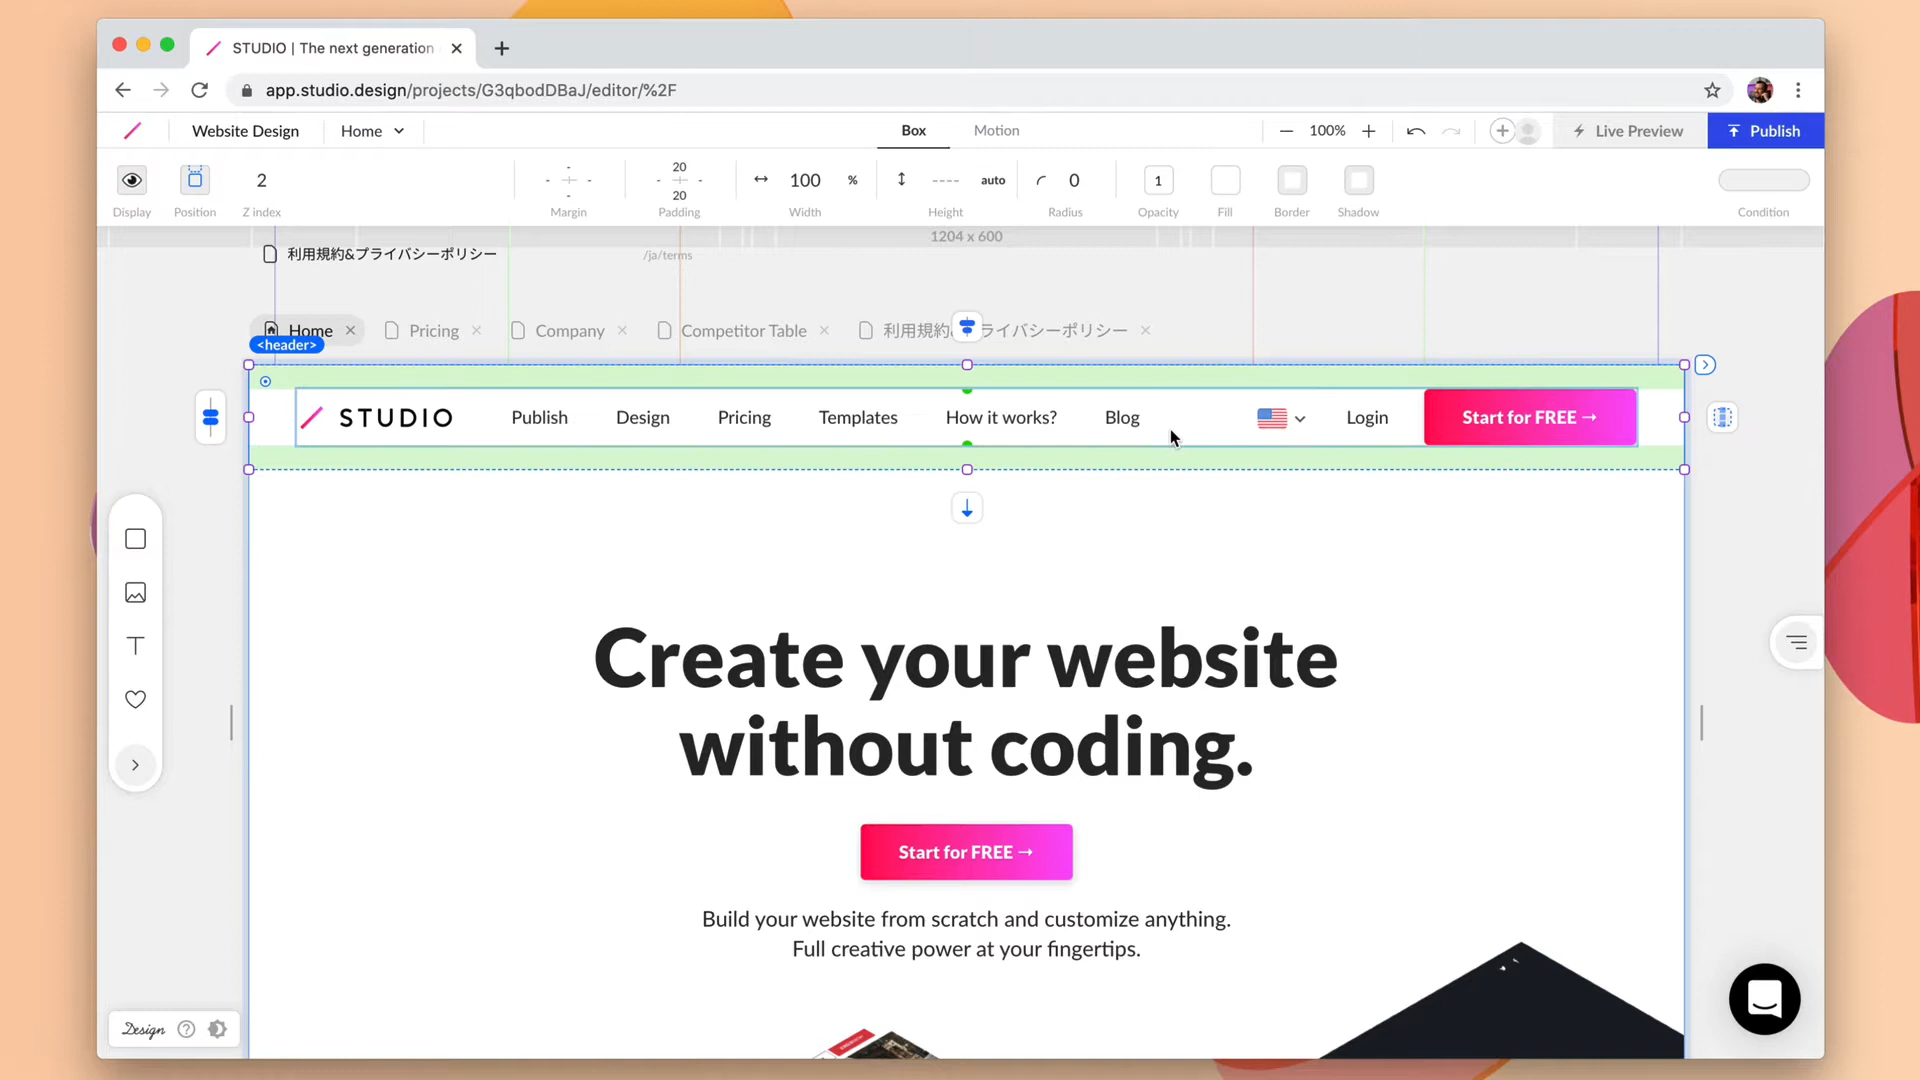 STUDIO | The next generation
app.studio.design/projects/G3qbodDBaJ/editor/%2F
Website Design
Home
Box
Motion
100%
Live Preview
Publish
2
20
20
100
%
auto
0
1
Display
Position
Z index
Margin
Padding
Width
Height
Radius
Opacity
Fill
Border
Shadow
Condition
1204 x 600
利用規約&プライバシーポリシー
/ja/terms
Home
Pricing
Company
Competitor Table
利用規約 ライバシーポリシー
<header>
STUDIO
Publish
Design
Pricing
Templates
How it works?
Blog
Login
Start for FREE →
Create your website
without coding.
Start for FREE →
Build your website from scratch and customize anything.
Full creative power at your fingertips.
Design